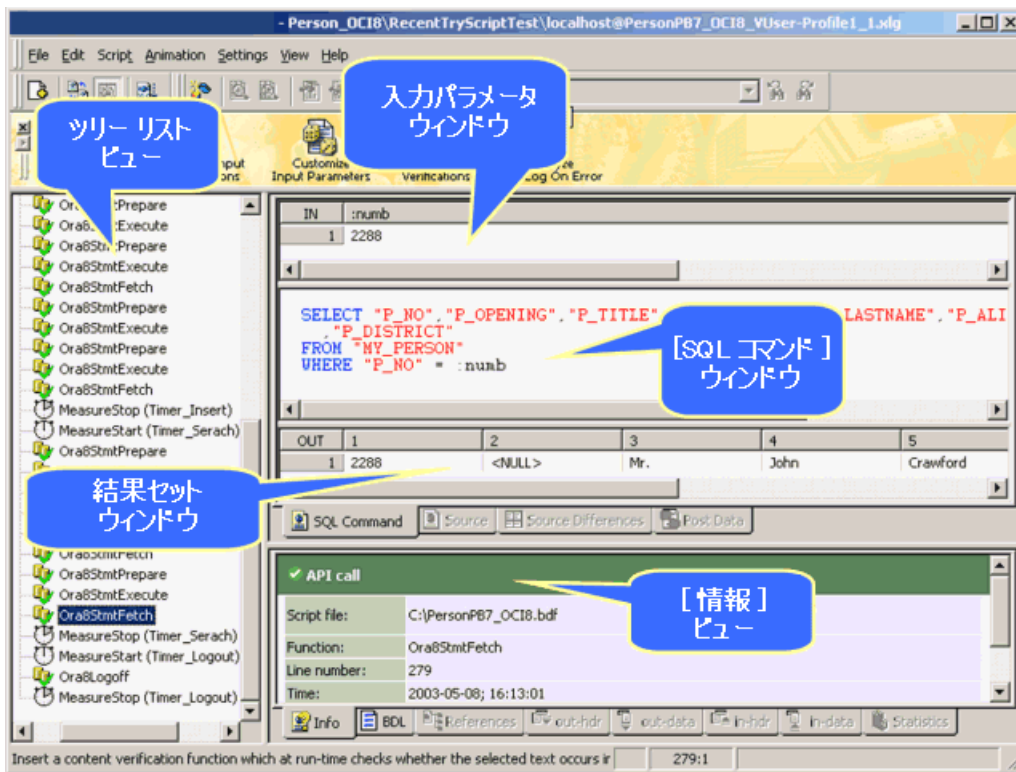 - Person_OCI8\RecentTryScriptTest\localhost@PersonPB7_OCI8_VUser-Profile1_1.xlg
File Edit Script Animation Settings View Help
ツリー リスト
ビュー
入力パラメータ
ウィンドウ
Customize
Input Parameters
Verifications
Log On Error
Ora8StmtExecute
Ora8StmtPrepare
Ora8StmtExecute
Ora8StmtFetch
Ora8StmtPrepare
Ora8StmtExecute
Ora8StmtPrepare
Ora8StmtExecute
Ora8StmtFetch
MeasureStop (Timer_Insert)
MeasureStart (Timer_Serach)
Ora8StmtPrepare
結果セット
ウィンドウ
Ora8StmtFetch
Ora8StmtPrepare
Ora8StmtExecute
Ora8StmtFetch
MeasureStop (Timer_Serach)
MeasureStart (Timer_Logout)
Ora8Logoff
MeasureStop (Timer_Logout)
IN :numb
1 2288
SELECT "P_NO","P_OPENING","P_TITLE" LASTNAME","P_ALI
,"P_DISTRICT"
FROM "MY_PERSON"
WHERE "P_NO" = :numb
[SQL コマンド ]
ウィンドウ
OUT 1 2 3 4 5
1 2288 <NULL> Mr. John Crawford
SQL Command Source Source Differences Post Data
API call
Script file: C:\PersonPB7_OCI8.bdf
Function: Ora8StmtFetch
Line number: 279
Time: 2003-05-08; 16:13:01
[ 情報 ]
ビュー
Info BDL References out-hdr out-data in-hdr in-data Statistics
Insert a content verification function which at run-time checks whether the selected text occurs ir 279:1